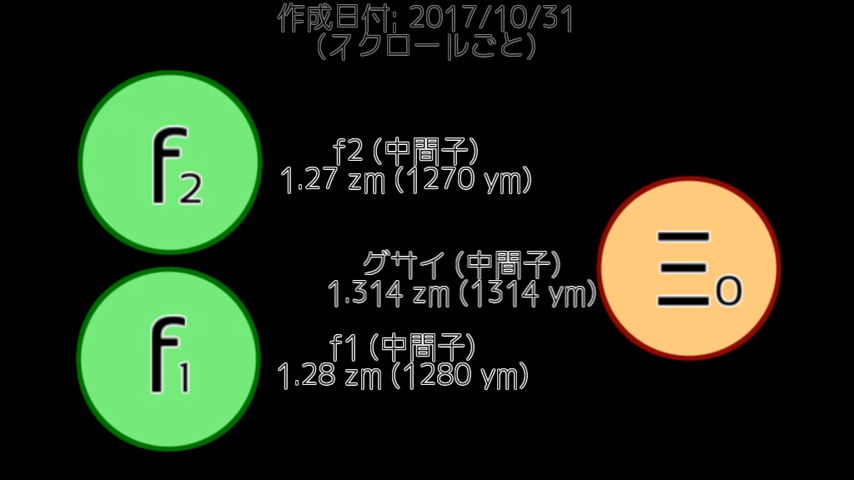 作成日付: 2017/10/31
(スクロールごと)
f2
f2 (中間子)
1.27 zm (1270 ym)
グサイ (中間子)
1.314 zm (1314 ym)
Ξ0
f1
f1 (中間子)
1.28 zm (1280 ym)